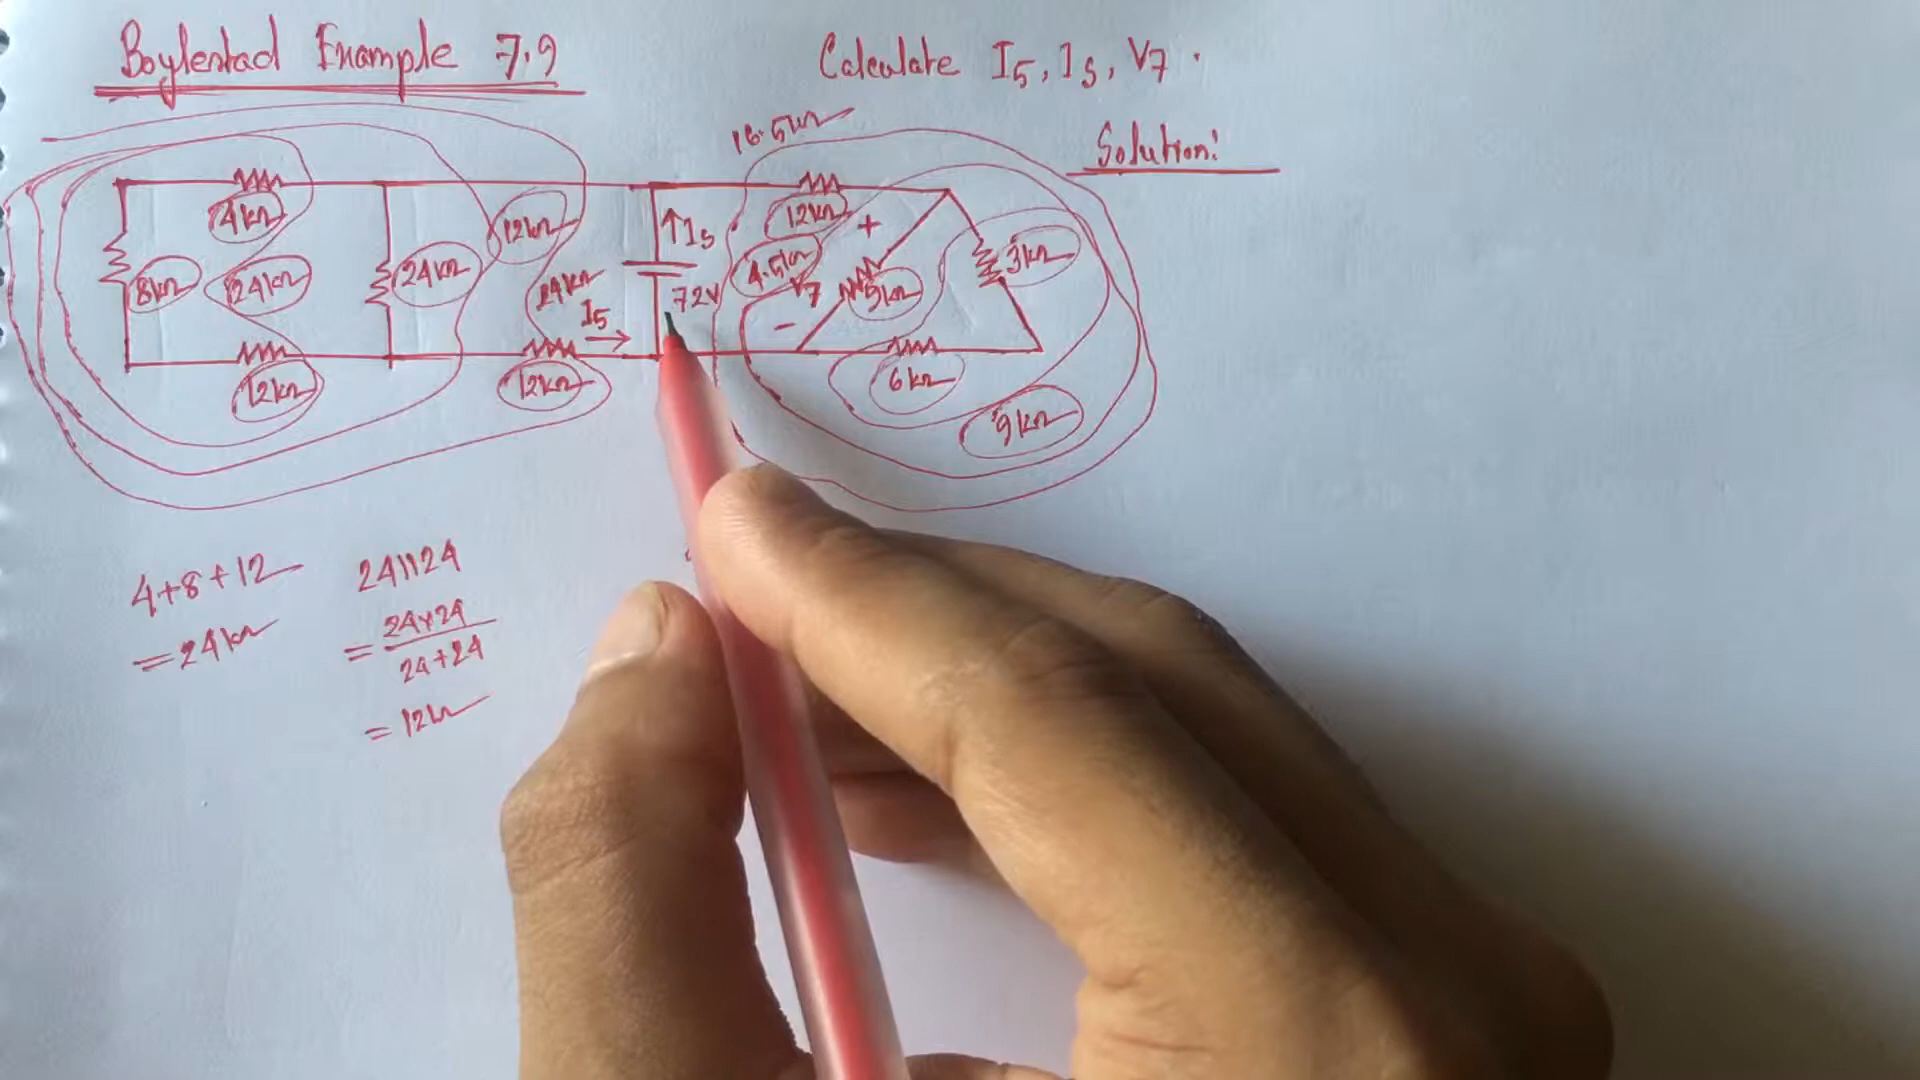 Boylestad Example 7.9
Calculate I5, Is, V7.
Solution:
16.5kΩ
4kΩ
12kΩ
12kΩ
+
↑Is
8kΩ
24kΩ
24kΩ
24kΩ
4.5kΩ
V7
9kΩ
3kΩ
72V
I5
→
-
12kΩ
12kΩ
6kΩ
9kΩ
4+8+12
=24kΩ
24||24
= 24×24
24+24
= 12kΩ